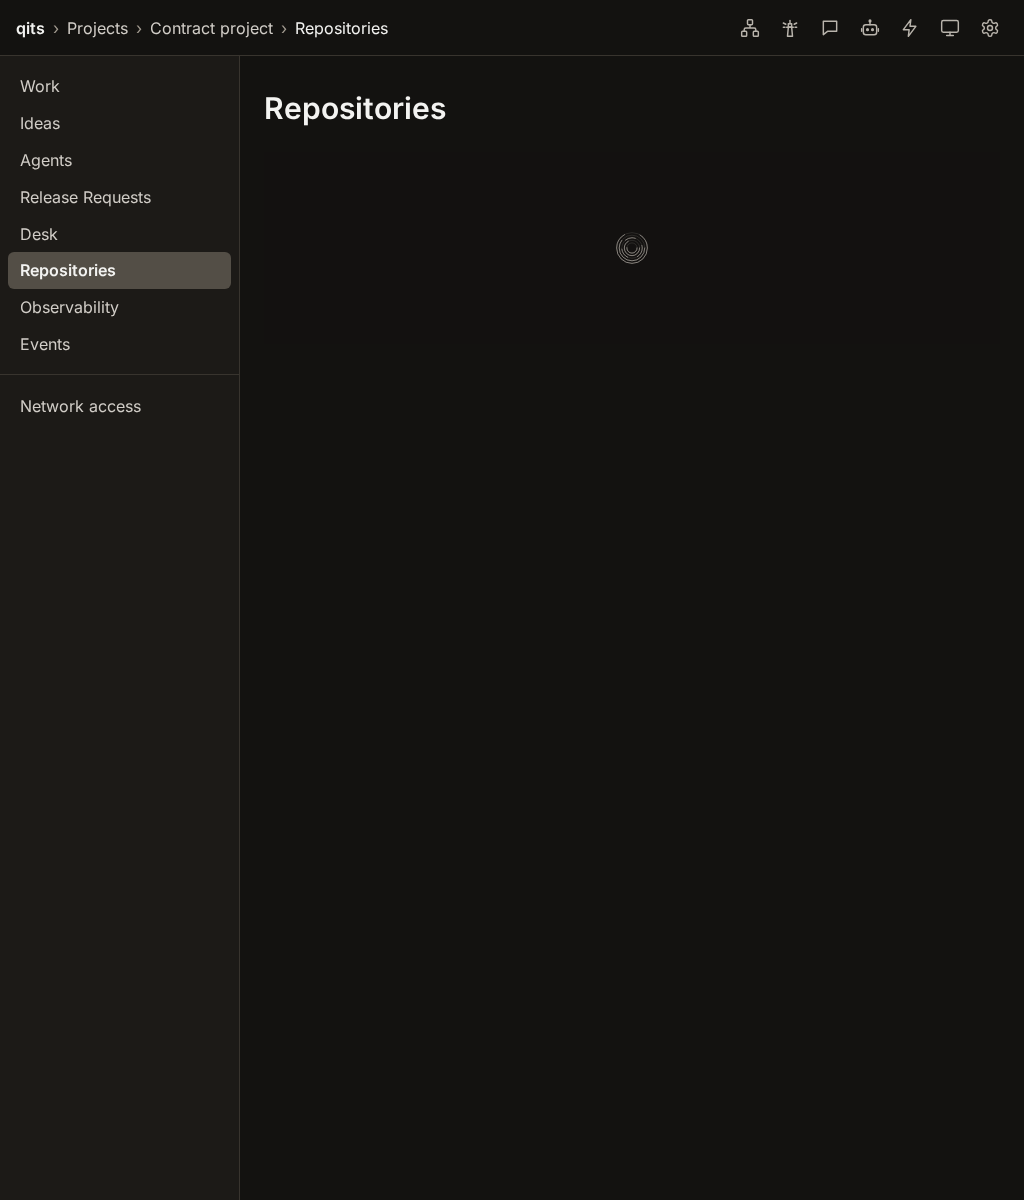 qits › Projects › Contract project › Repositories
Work
Ideas
Agents
Release Requests
Desk
Repositories
Observability
Events
Network access
Repositories